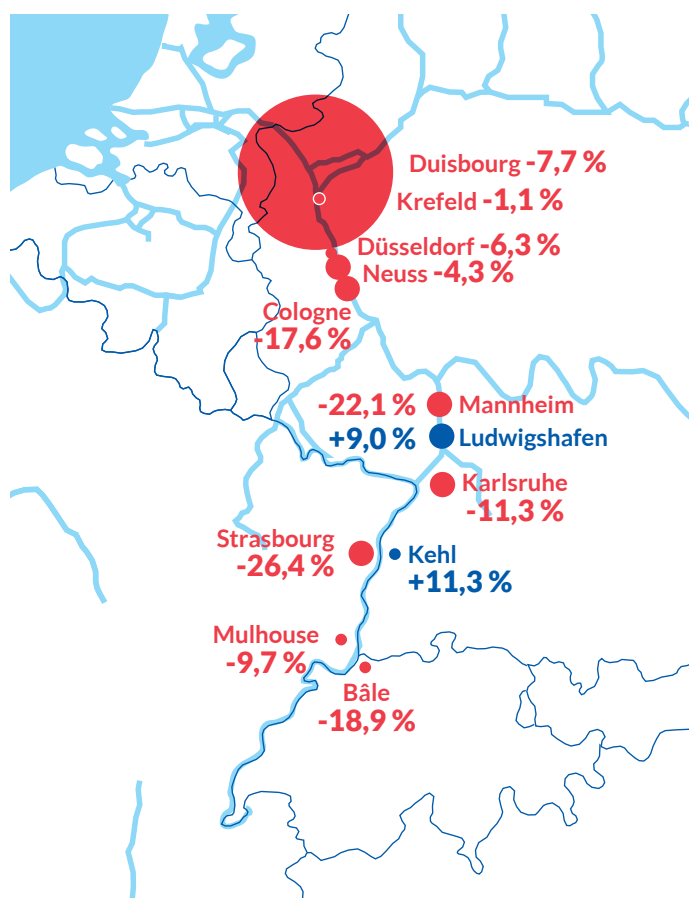 Duisbourg -7,7 %
Krefeld -1,1 %
Düsseldorf -6,3 %
Neuss -4,3 %
Cologne
-17,6 %
-22,1 % Mannheim
+9,0 % Ludwigshafen
Karlsruhe
-11,3 %
Strasbourg
-26,4 %
Kehl
+11,3 %
Mulhouse
-9,7 %
Bâle
-18,9 %